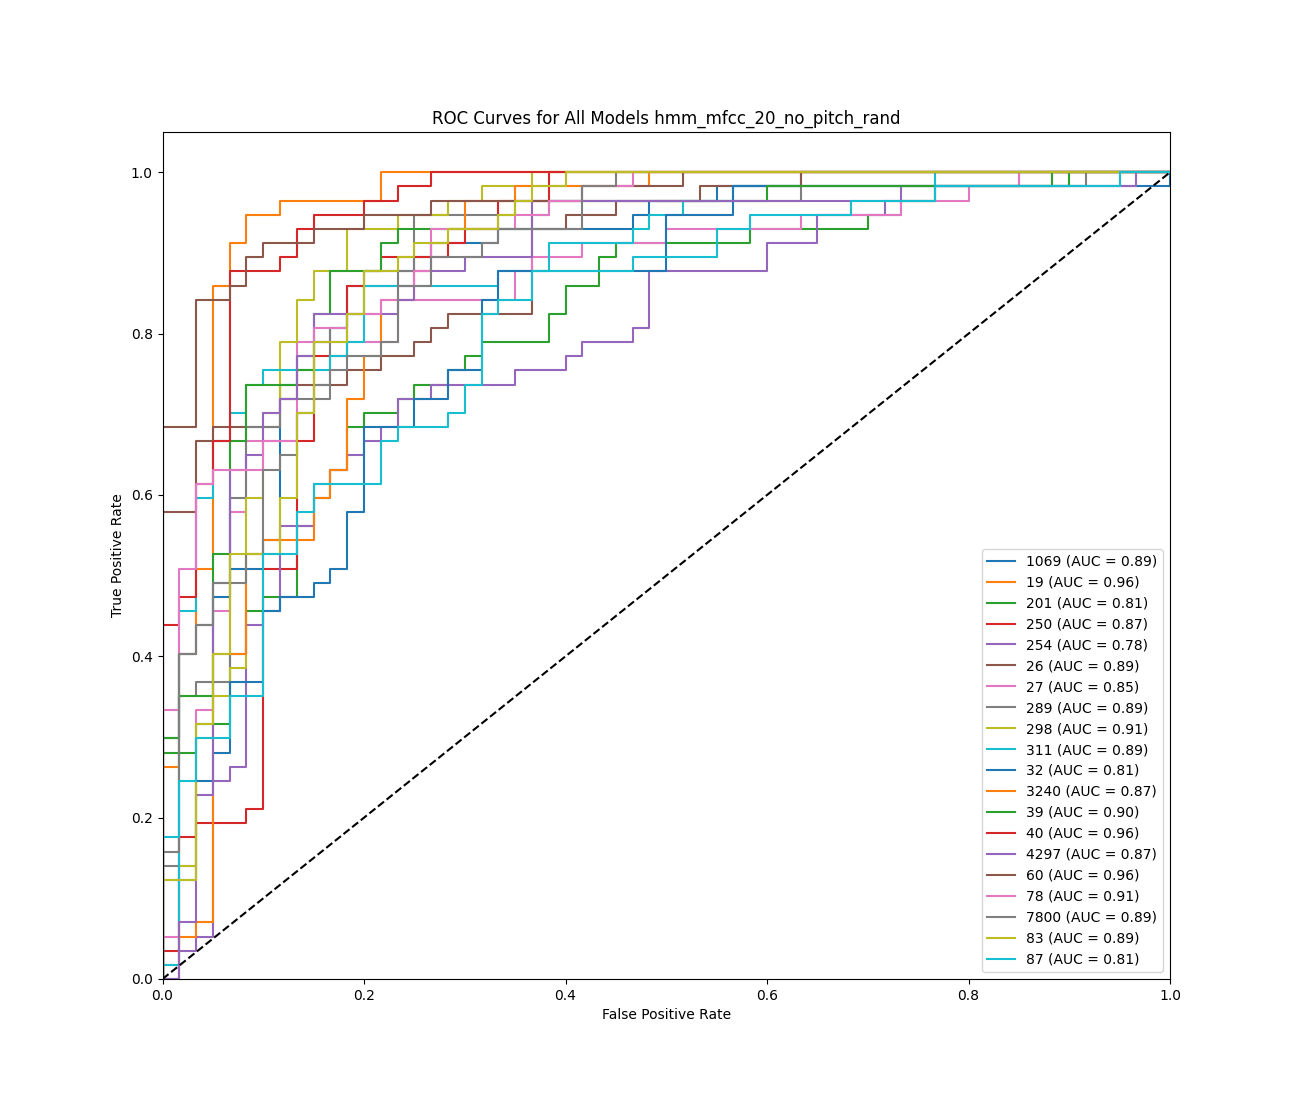 ROC Curves for All Models hmm_mfcc_20_no_pitch_rand
1.0
0.8
0.6
0.4
0.2
0.0
True Positive Rate
1069 (AUC = 0.89)
19 (AUC = 0.96)
201 (AUC = 0.81)
250 (AUC = 0.87)
254 (AUC = 0.78)
26 (AUC = 0.89)
27 (AUC = 0.85)
289 (AUC = 0.89)
298 (AUC = 0.91)
311 (AUC = 0.89)
32 (AUC = 0.81)
3240 (AUC = 0.87)
39 (AUC = 0.90)
40 (AUC = 0.96)
4297 (AUC = 0.87)
60 (AUC = 0.96)
78 (AUC = 0.91)
7800 (AUC = 0.89)
83 (AUC = 0.89)
87 (AUC = 0.81)
0.0 0.2 0.4 0.6 0.8 1.0
False Positive Rate